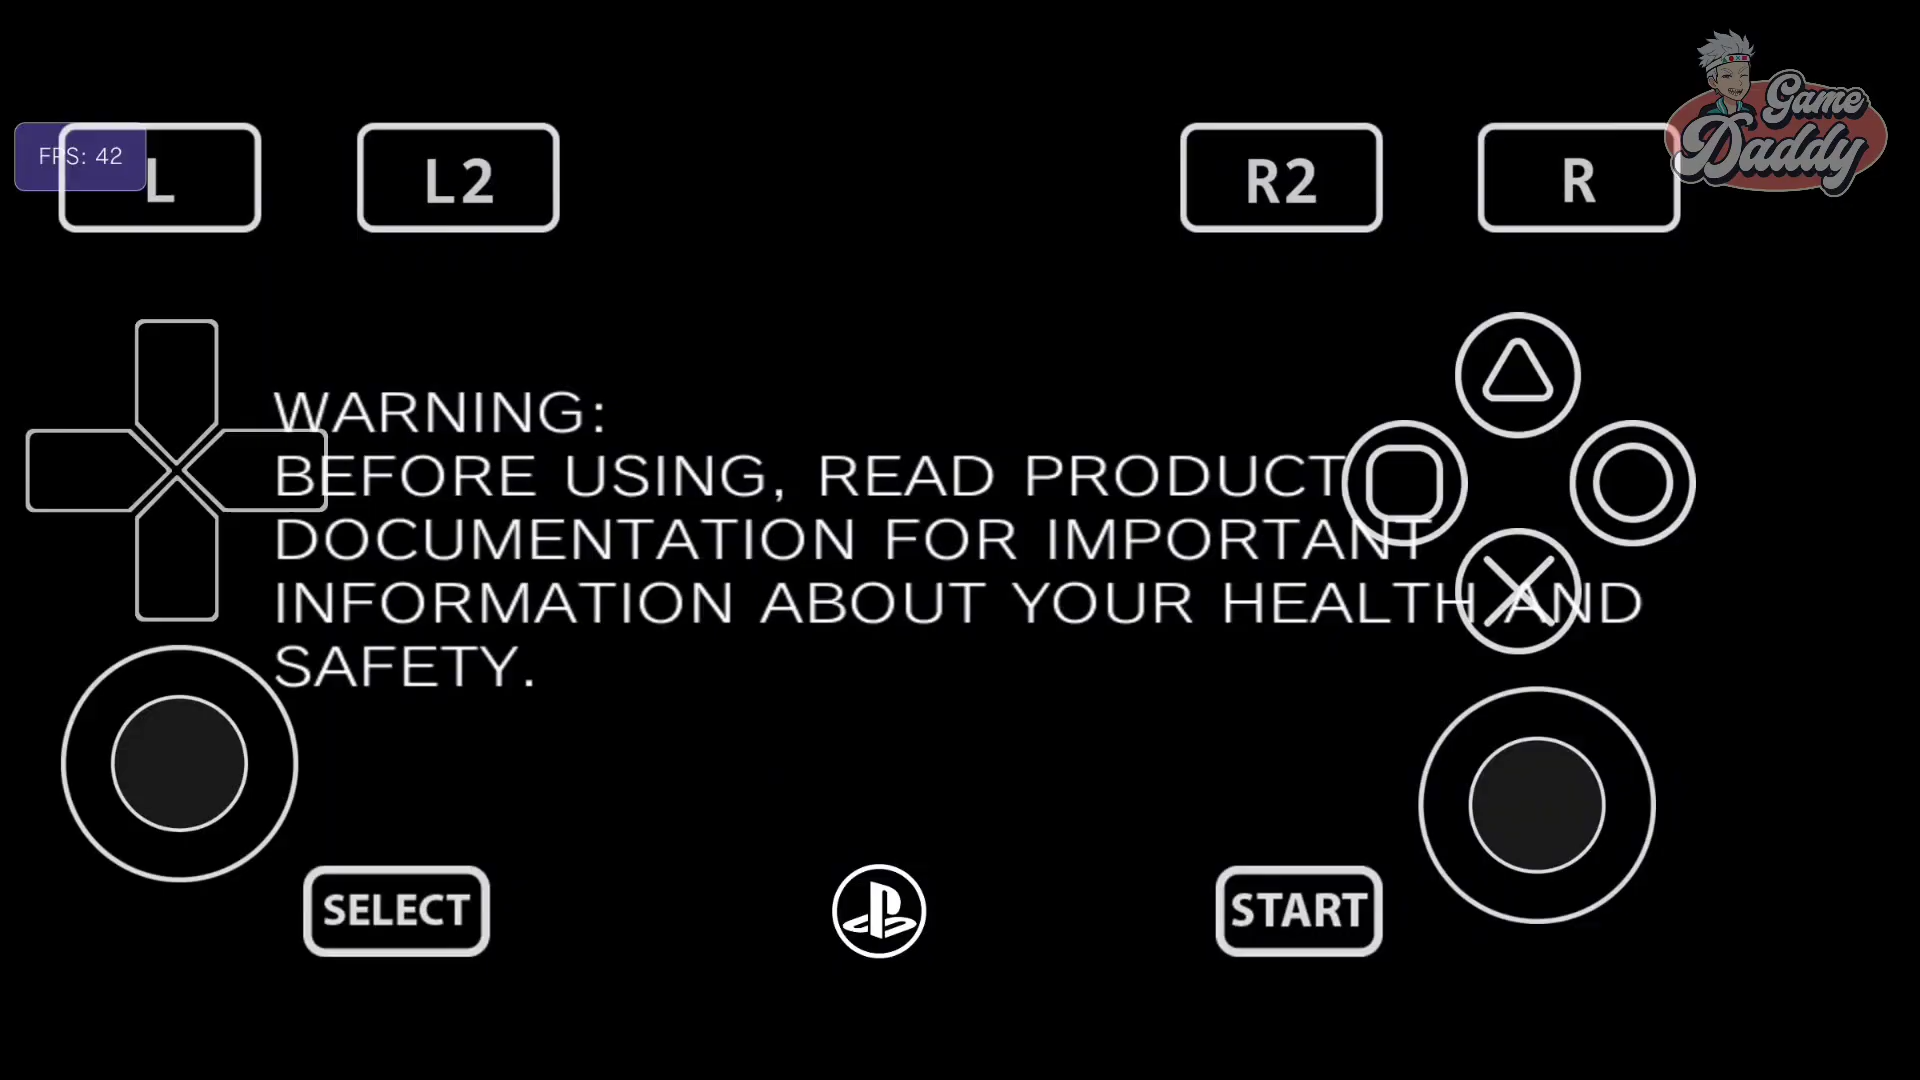 Game
Daddy
FPS: 42
L
L2
R2
R
WARNING:
BEFORE USING, READ PRODUCT
DOCUMENTATION FOR IMPORTANT
INFORMATION ABOUT YOUR HEALTH AND
SAFETY.
SELECT
START